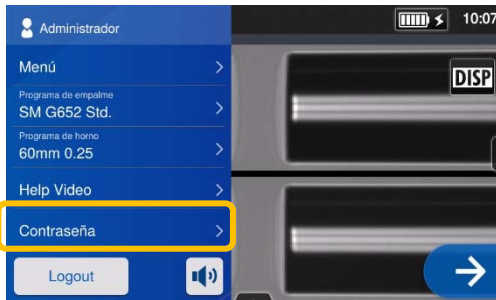 Administrador
10:07
Menú
DISP
Programa de empalme
SM G652 Std.
Programa de horno
60mm 0.25
Help Video
Contraseña
Logout